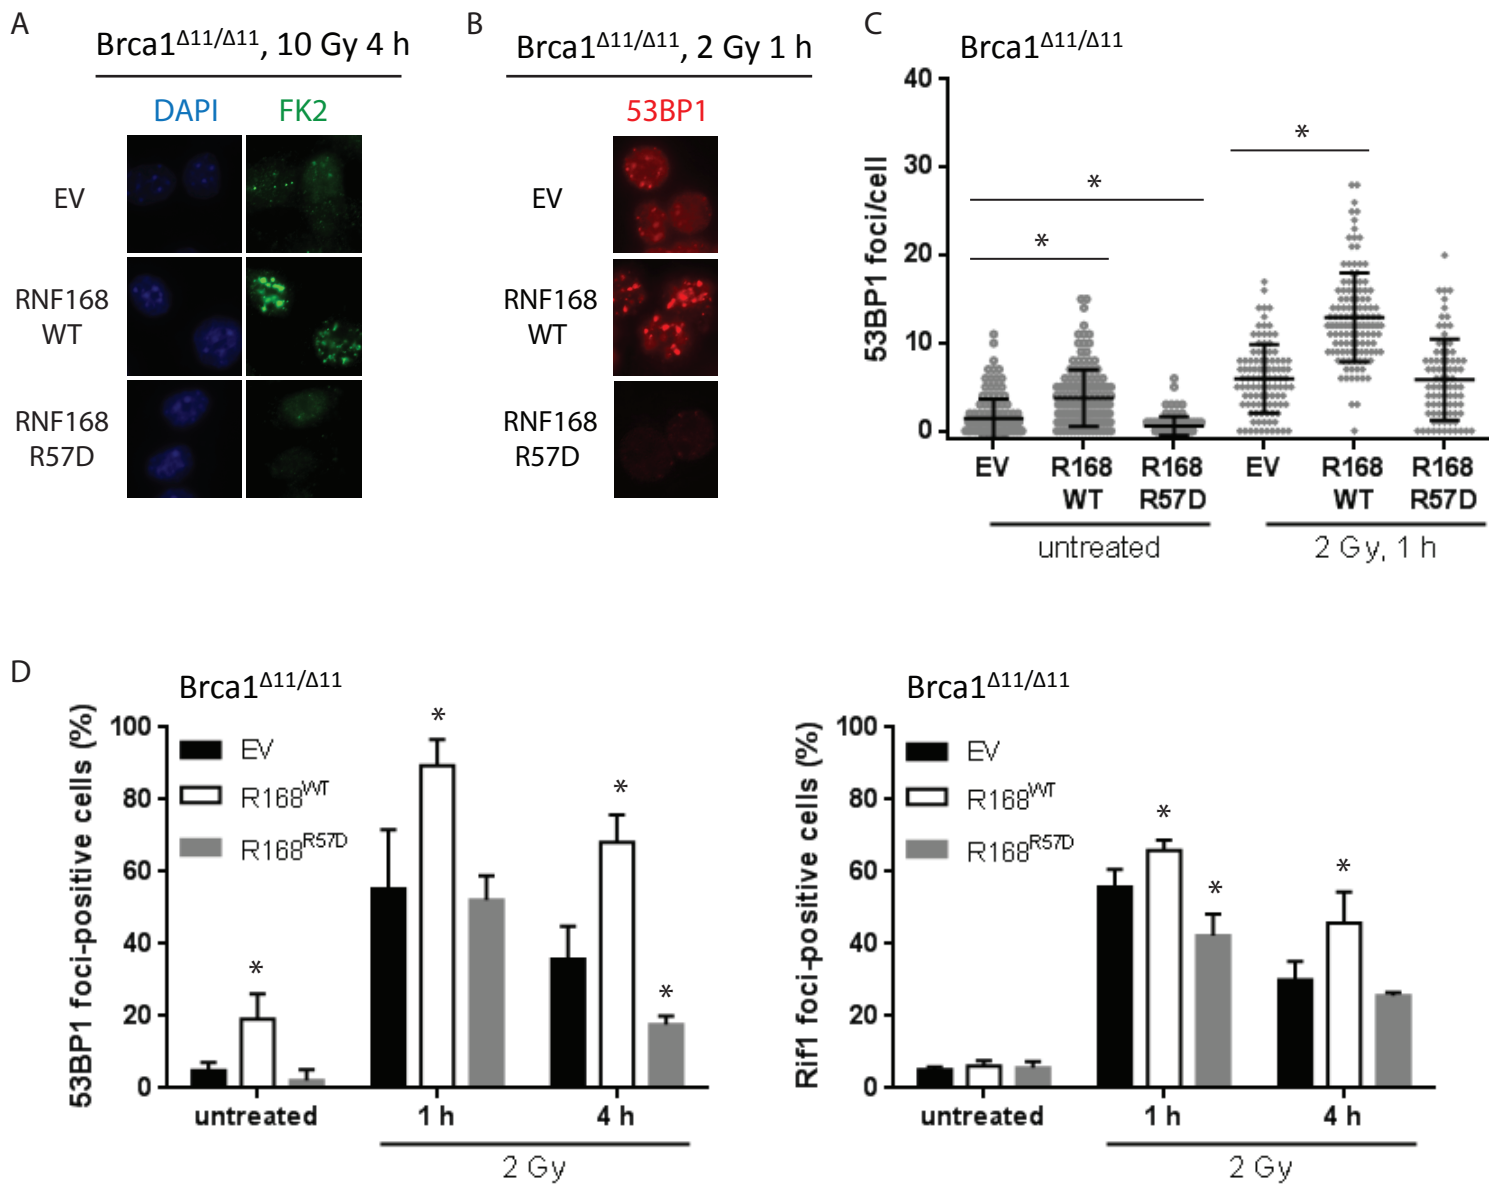 A
Brca1Δ11/Δ11, 10 Gy 4 h
DAPI FK2
EV
RNF168
WT
RNF168
R57D
B
Brca1Δ11/Δ11, 2 Gy 1 h
53BP1
EV
RNF168
WT
RNF168
R57D
C
Brca1Δ11/Δ11
53BP1 foci/cell
40
30
20
10
0
*
*
*
EV R168 R168 EV R168 R168
WT R57D WT R57D
untreated 2 Gy, 1 h
D
Brca1Δ11/Δ11
53BP1 foci-positive cells (%)
100
80
60
40
20
0
EV
R168WT
R168R57D
*
*
*
*
untreated 1 h 4 h
2 Gy
Brca1Δ11/Δ11
Rif1 foci-positive cells (%)
100
80
60
40
20
0
EV
R168WT
R168R57D
*
*
*
untreated 1 h 4 h
2 Gy